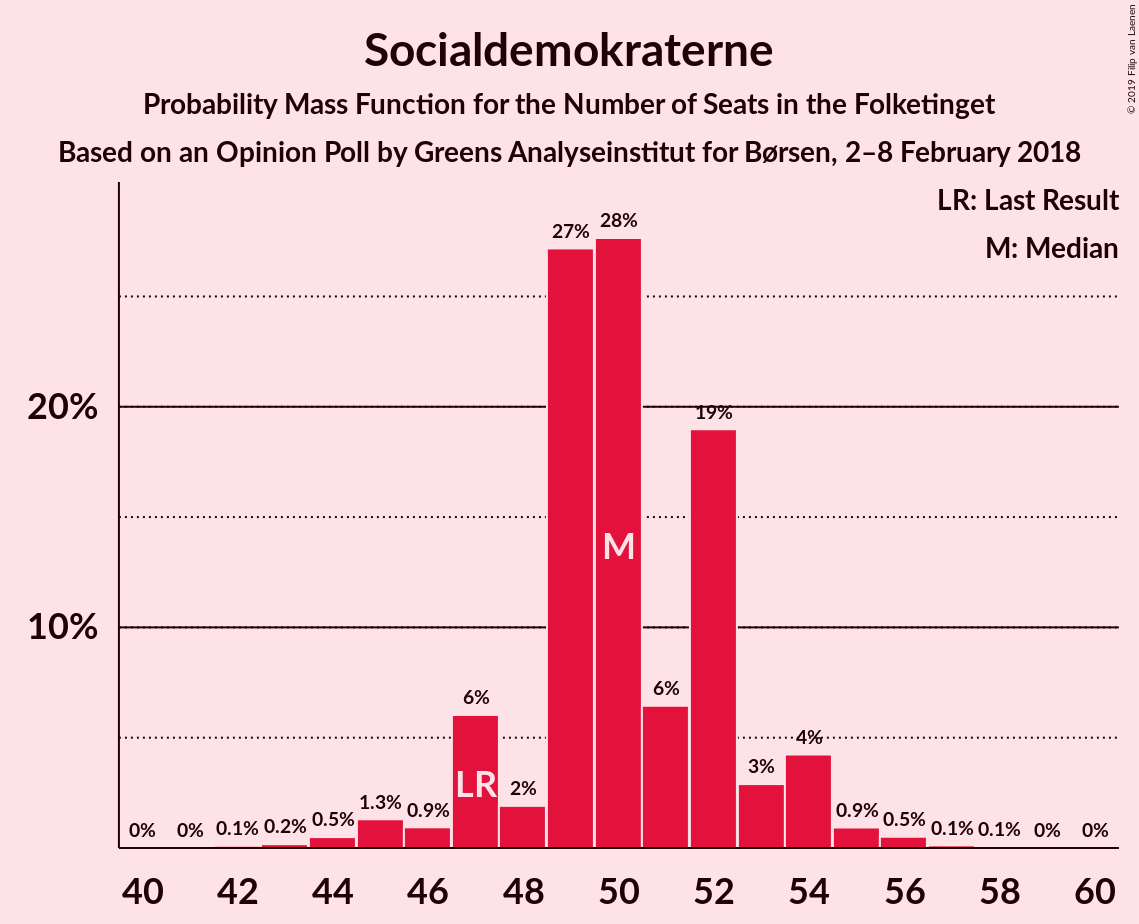 Socialdemokraterne
Probability Mass Function for the Number of Seats in the Folketinget
Based on an Opinion Poll by Greens Analyseinstitut for Børsen, 2–8 February 2018
© 2019 Filip van Laenen
LR: Last Result
M: Median
20%
10%
0% 0% 0.1% 0.2% 0.5% 1.3% 0.9% 6% 2% 27% 28% 6% 19% 3% 4% 0.9% 0.5% 0.1% 0.1% 0% 0%
LR
M
40 42 44 46 48 50 52 54 56 58 60